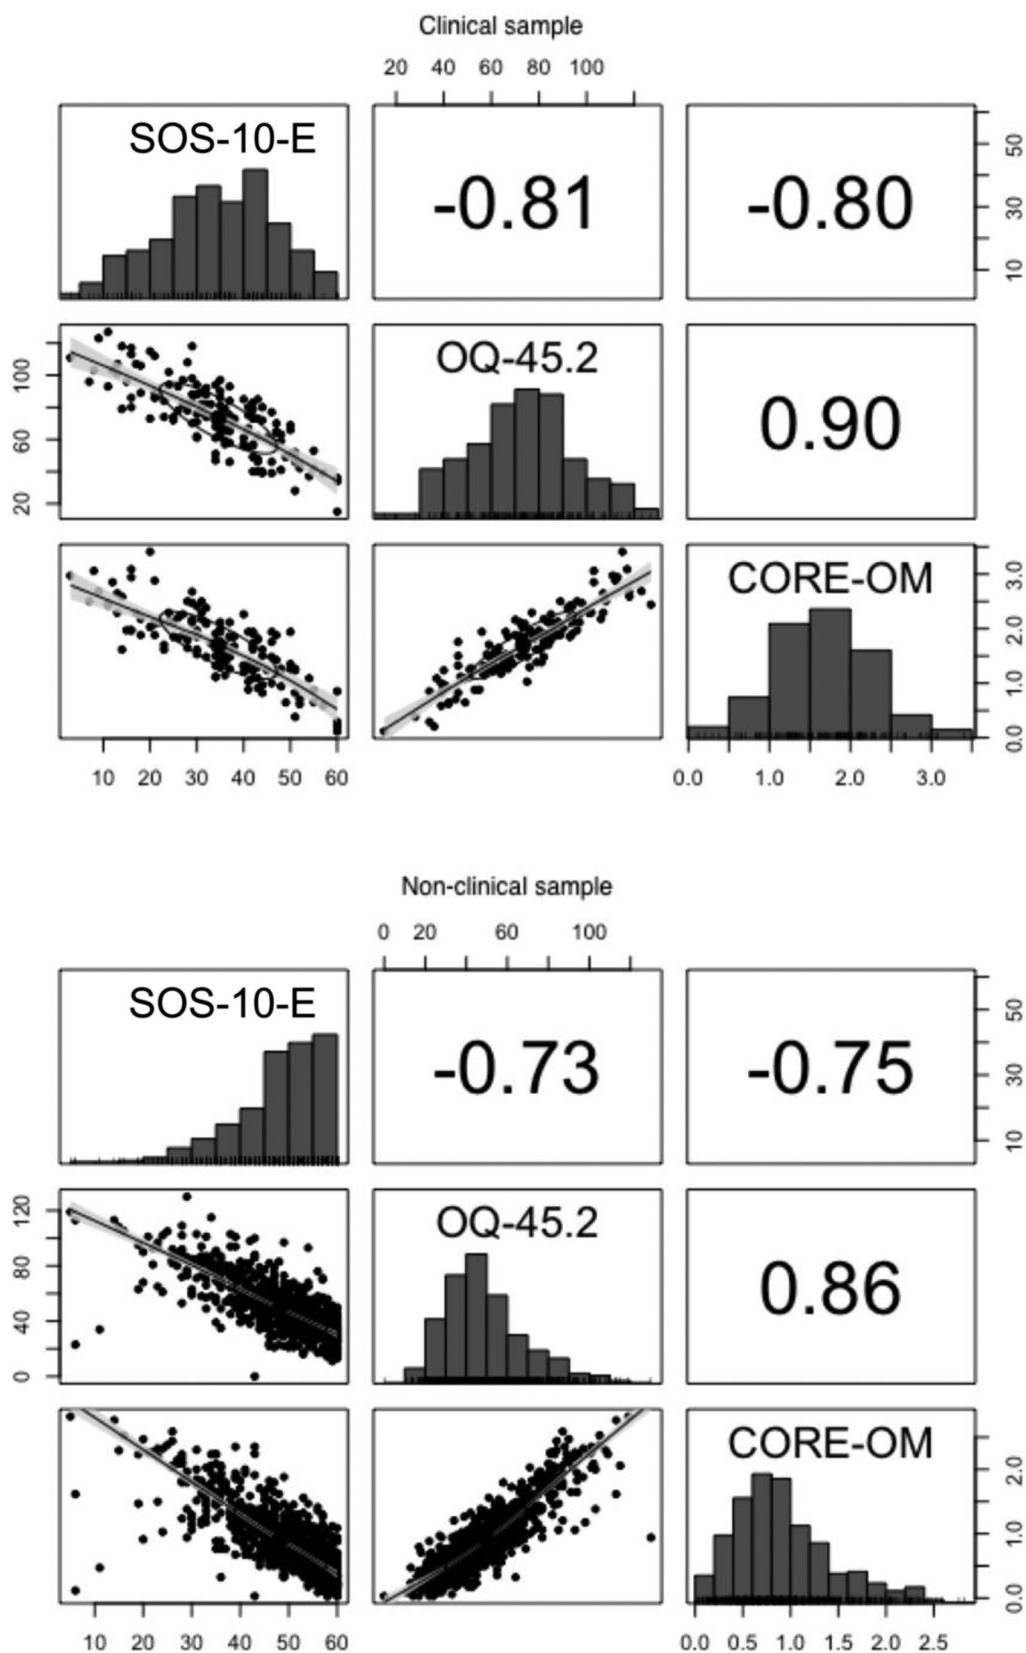 Clinical sample
20 40 60 80 100
SOS-10-E
-0.81
-0.80
10 30 50
20 60 100
OQ-45.2
0.90
CORE-OM
0.0 1.0 2.0 3.0
10 20 30 40 50 60
0.0 1.0 2.0 3.0
Non-clinical sample
0 20 60 100
SOS-10-E
-0.73
-0.75
10 30 50
0 40 80 120
OQ-45.2
0.86
CORE-OM
0.0 1.0 2.0
10 20 30 40 50 60
0.0 0.5 1.0 1.5 2.0 2.5